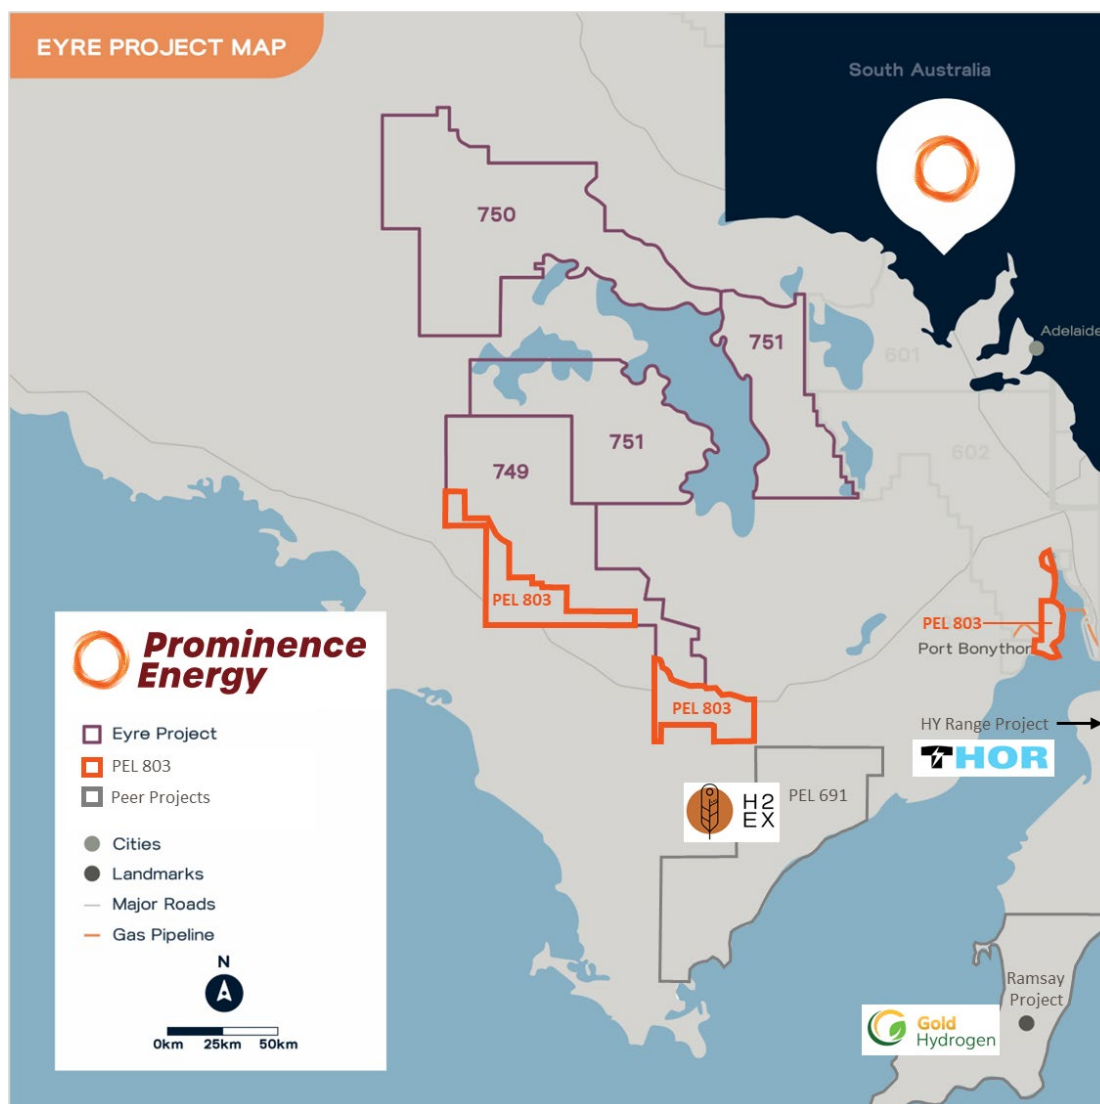 EYRE PROJECT MAP
South Australia
750
Adelaide
751
601
751
602
749
PEL 803
PEL 803
Port Bonython
PEL 803
HY Range Project
THOR
H2
EX
PEL 691
Prominence
Energy
Eyre Project
PEL 803
Peer Projects
Cities
Landmarks
Major Roads
Gas Pipeline
N
0km 25km 50km
Ramsay
Project
Gold
Hydrogen